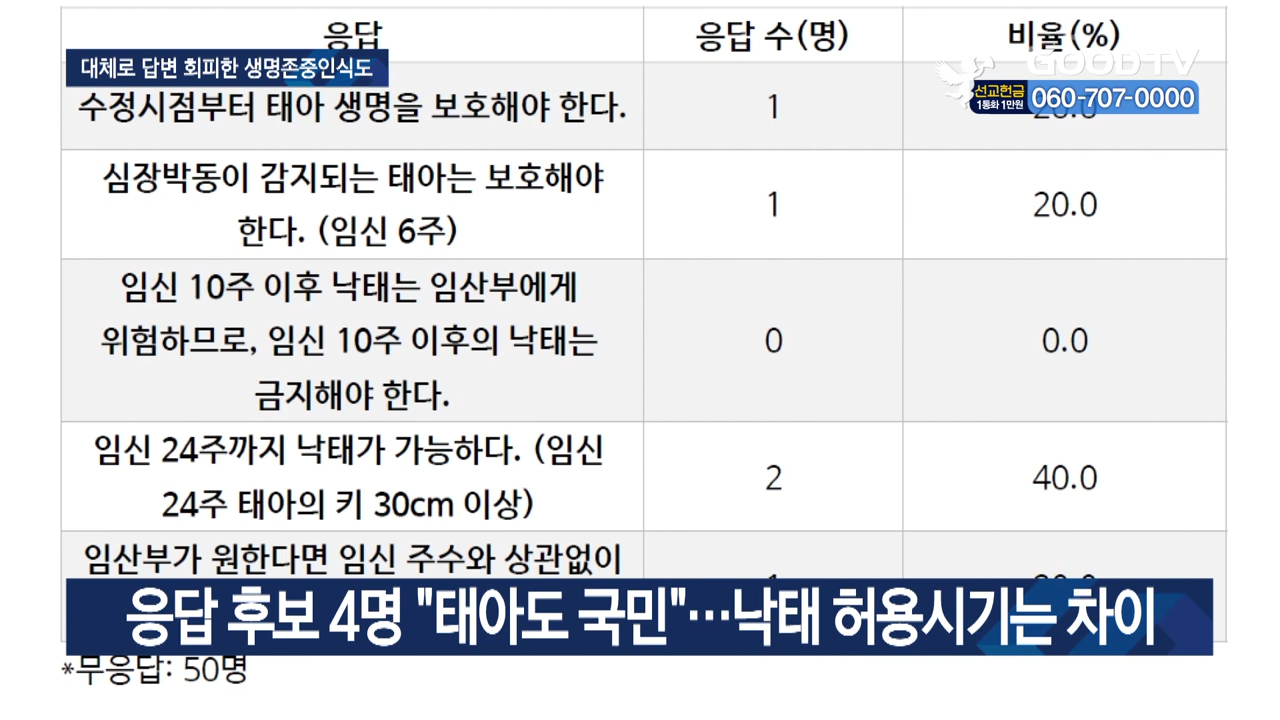 응답 응답 수(명) 비율(%)
대체로 답변 회피한 생명존중인식도
GOODTV
선교헌금
1통화 1만원
060-707-0000
수정시점부터 태아 생명을 보호해야 한다. 1 20.0
심장박동이 감지되는 태아는 보호해야
한다. (임신 6주) 1 20.0
임신 10주 이후 낙태는 임산부에게
위험하므로, 임신 10주 이후의 낙태는
금지해야 한다. 0 0.0
임신 24주까지 낙태가 가능하다. (임신
24주 태아의 키 30cm 이상) 2 40.0
임산부가 원한다면 임신 주수와 상관없이
응답 후보 4명 "태아도 국민"…낙태 허용시기는 차이
*무응답: 50명